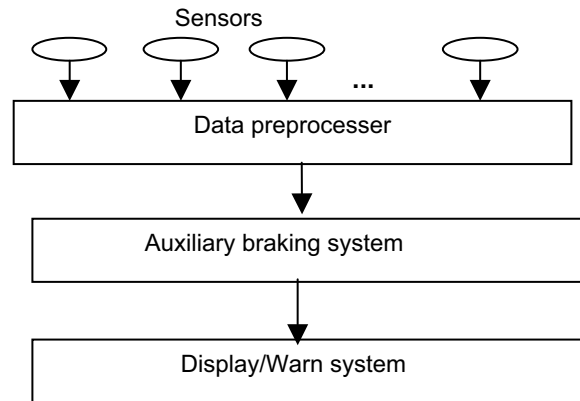 Sensors
...
Data preprocesser
Auxiliary braking system
Display/Warn system